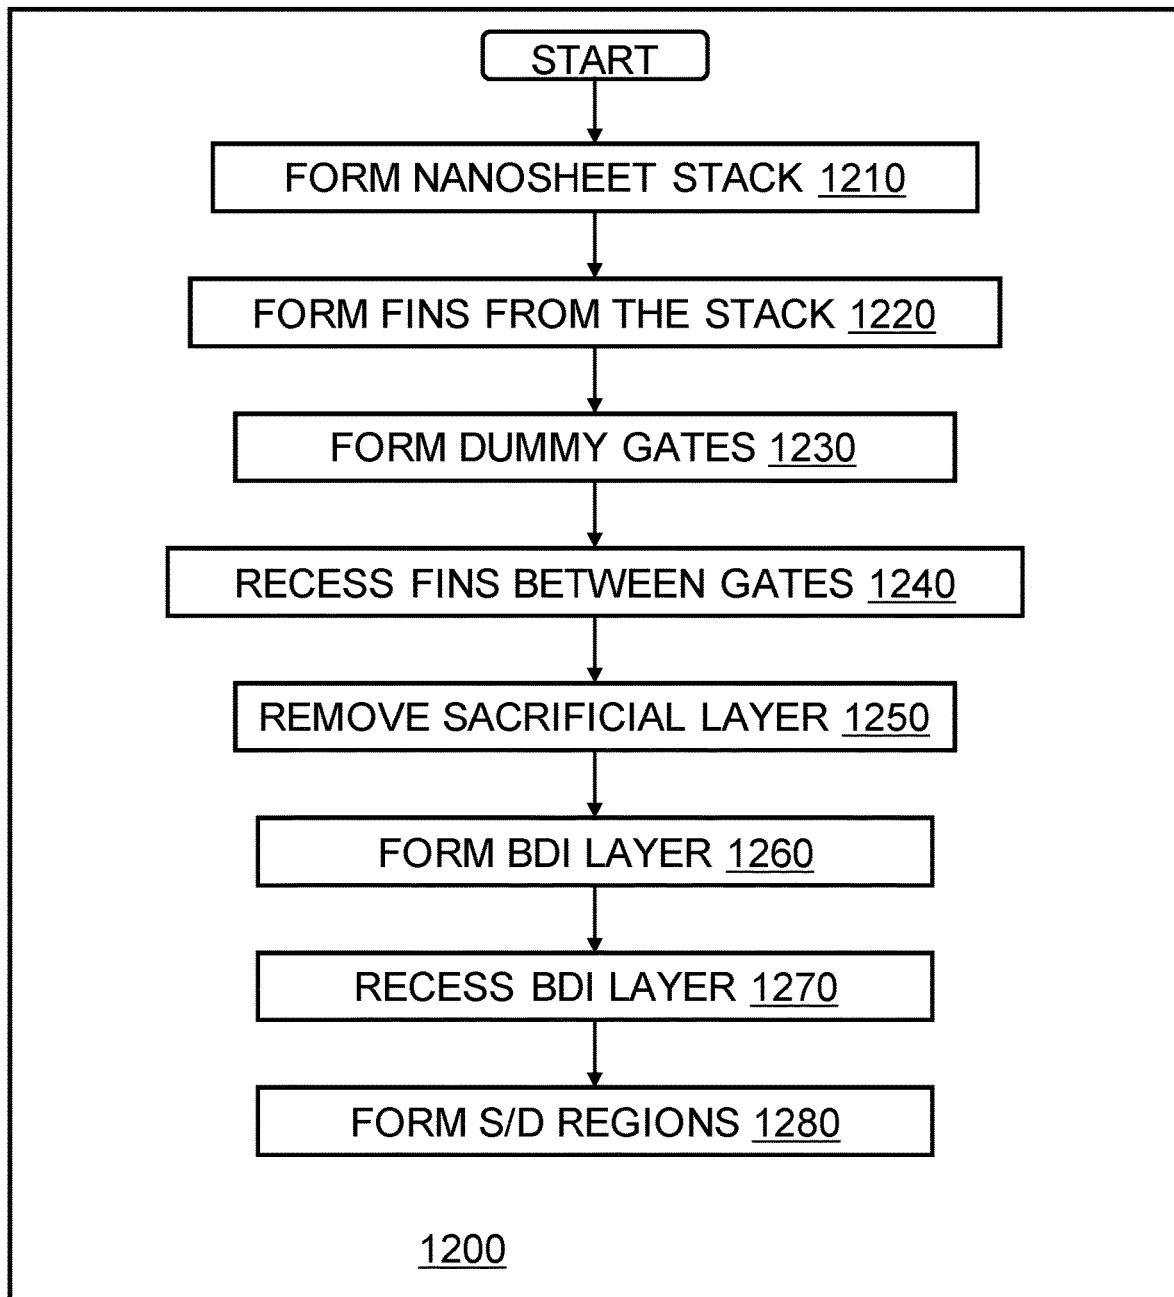 START
FORM NANOSHEET STACK 1210
FORM FINS FROM THE STACK 1220
FORM DUMMY GATES 1230
RECESS FINS BETWEEN GATES 1240
REMOVE SACRIFICIAL LAYER 1250
FORM BDI LAYER 1260
RECESS BDI LAYER 1270
FORM S/D REGIONS 1280
1200